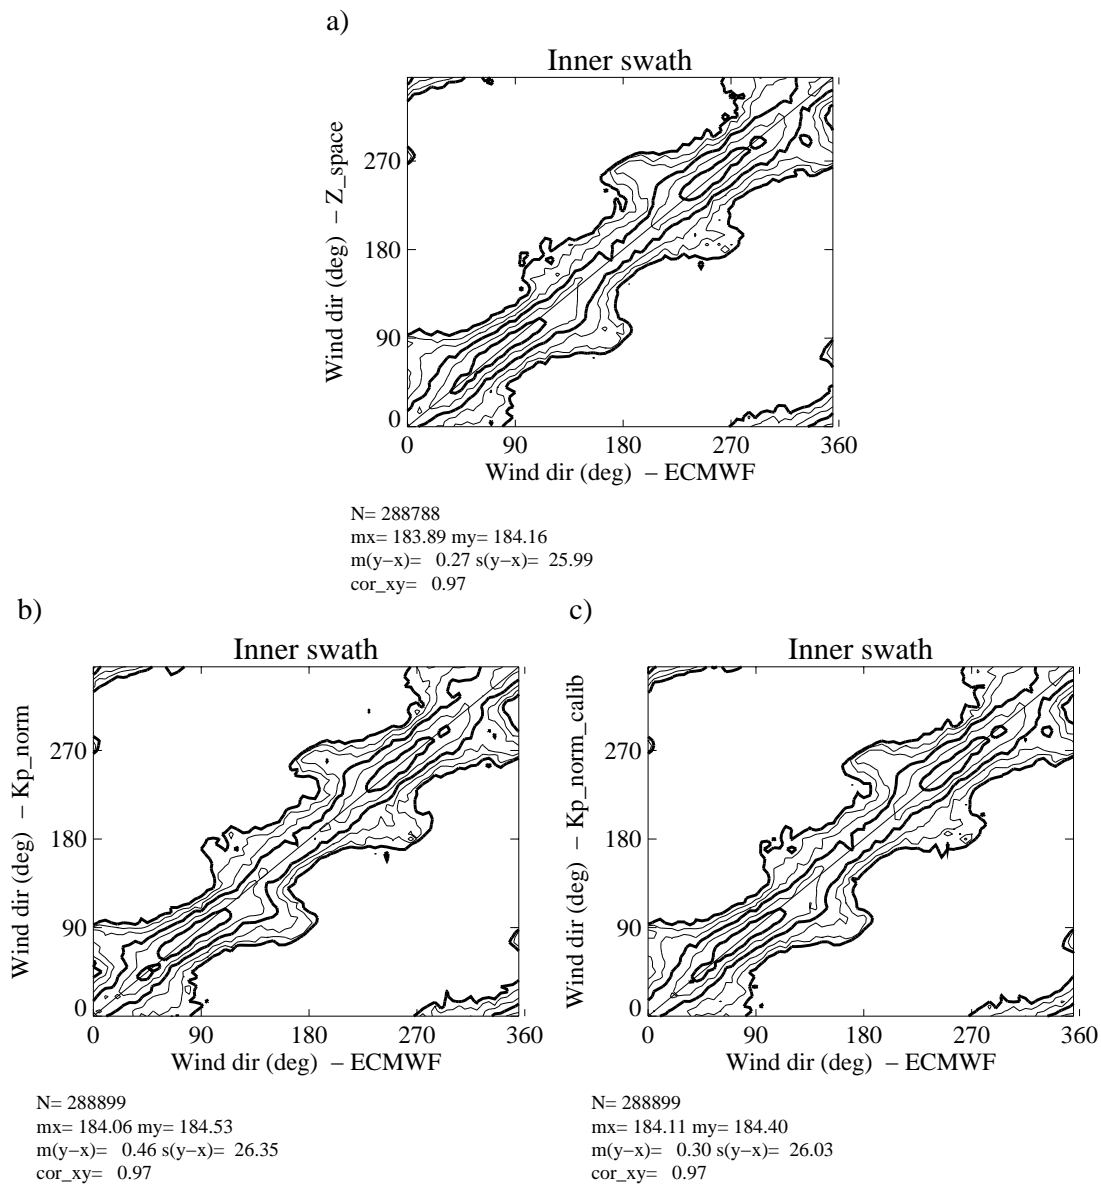 a)
Inner swath
Wind dir (deg)  − Z_space
270
180
90
0
0 90 180 270 360
Wind dir (deg)  − ECMWF
N= 288788
mx= 183.89 my= 184.16
m(y−x)=   0.27 s(y−x)=  25.99
cor_xy=   0.97
b)
Inner swath
Wind dir (deg)  − Kp_norm
270
180
90
0
0 90 180 270 360
Wind dir (deg)  − ECMWF
N= 288899
mx= 184.06 my= 184.53
m(y−x)=   0.46 s(y−x)=  26.35
cor_xy=   0.97
c)
Inner swath
Wind dir (deg)  − Kp_norm_calib
270
180
90
0
0 90 180 270 360
Wind dir (deg)  − ECMWF
N= 288899
mx= 184.11 my= 184.40
m(y−x)=   0.30 s(y−x)=  26.03
cor_xy=   0.97